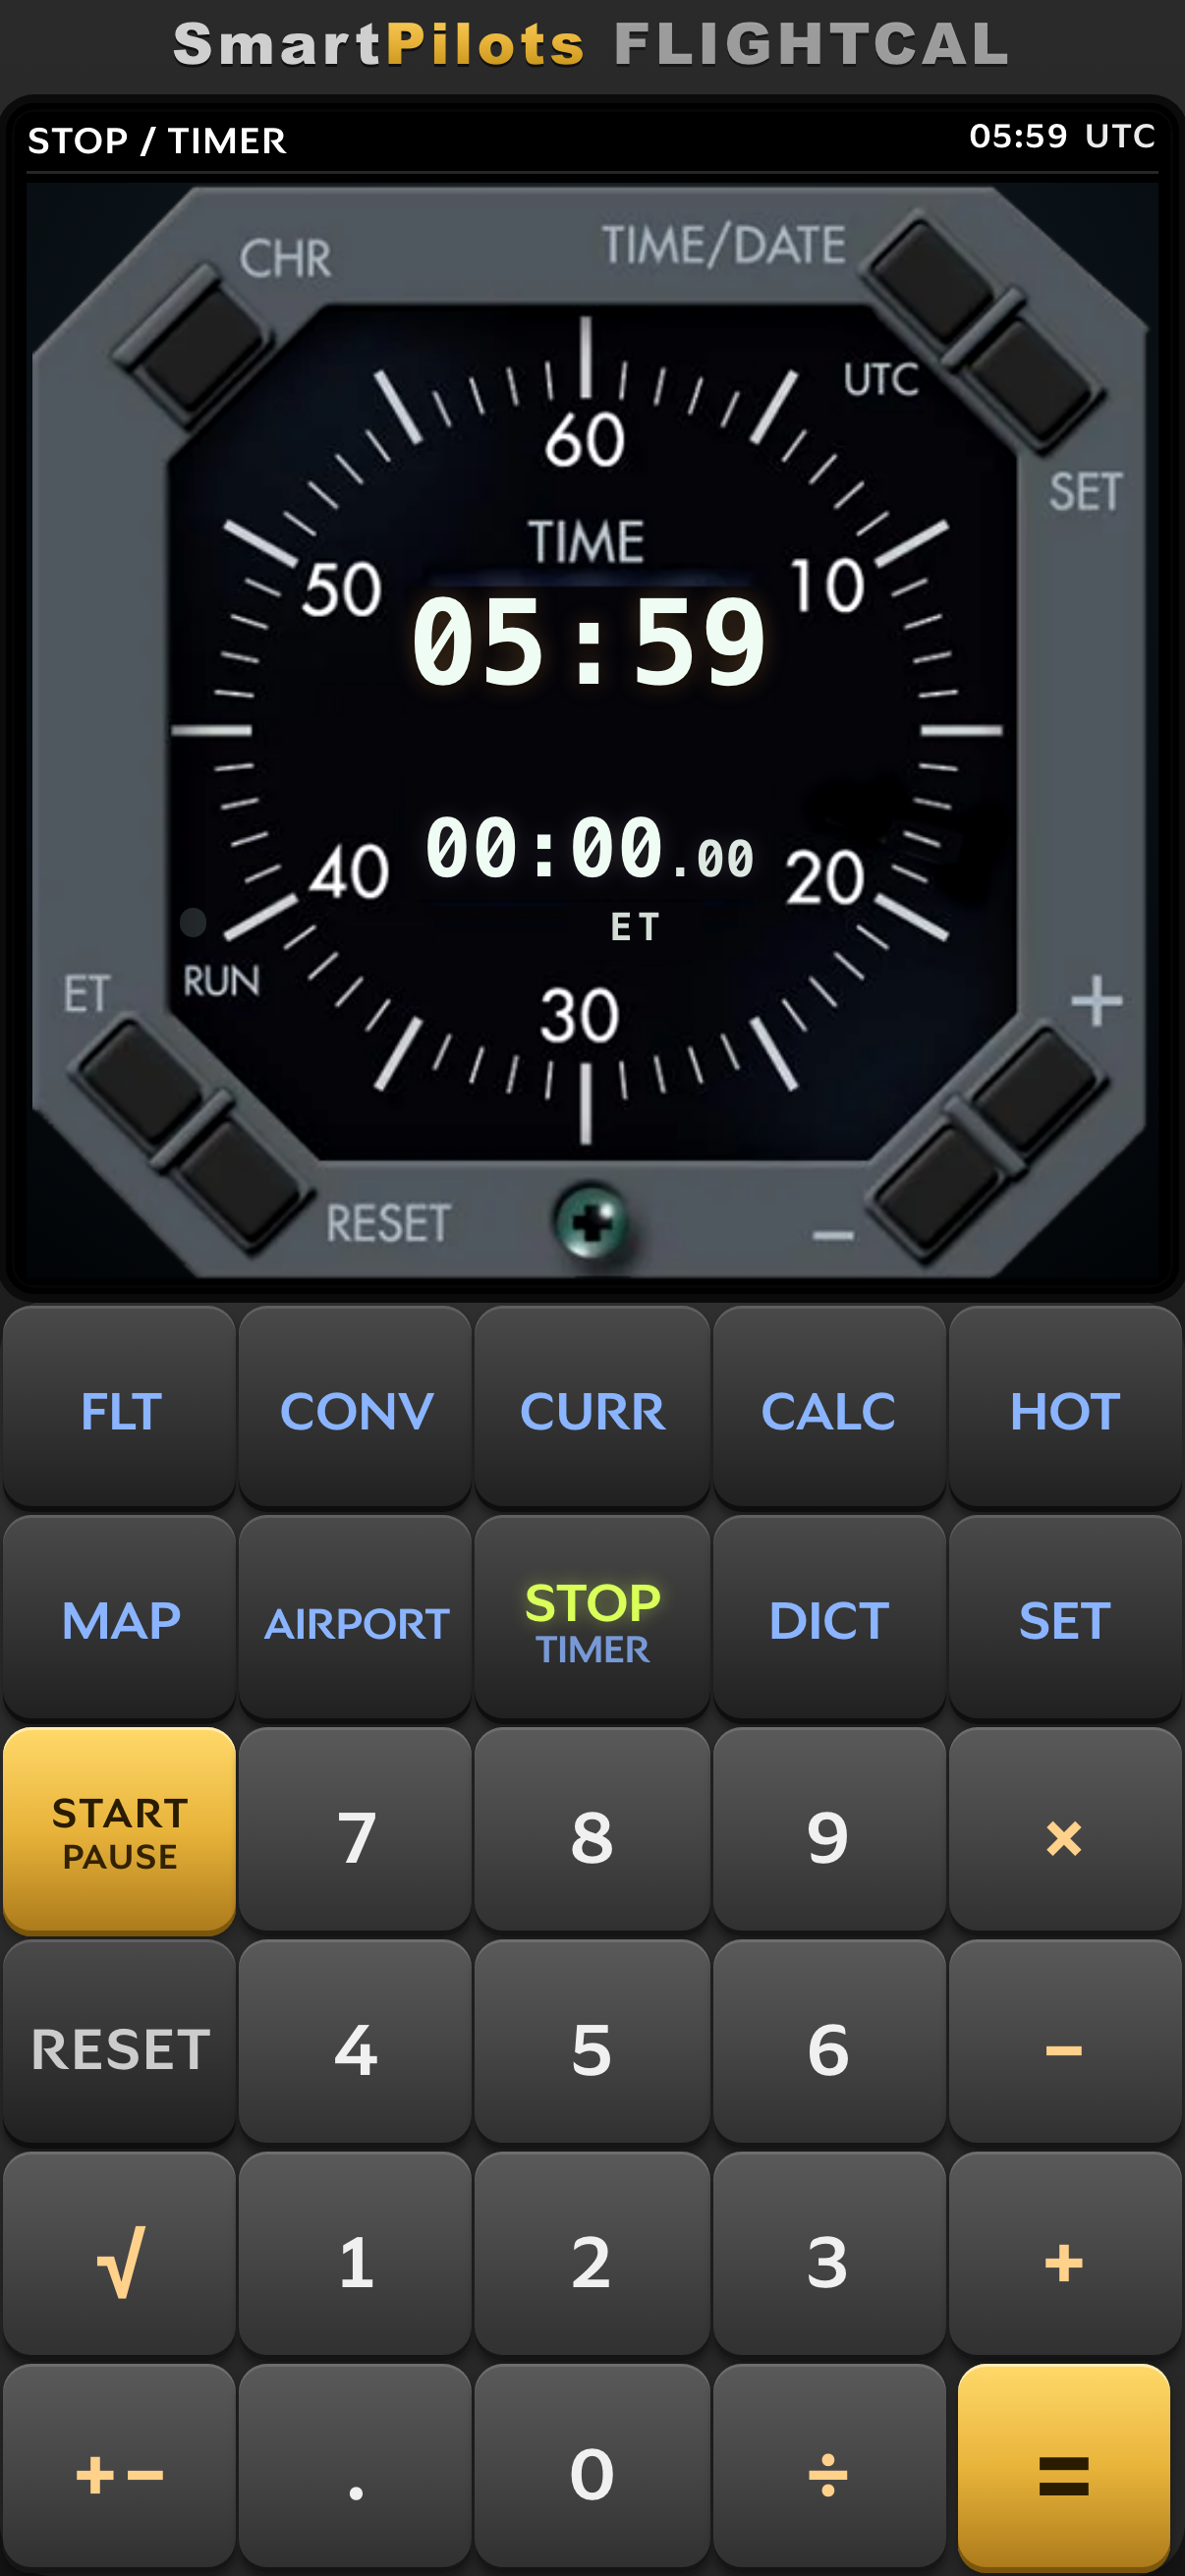 SmartPilots FLIGHTCAL
STOP / TIMER
05:59 UTC
CHR
TIME/DATE
UTC
SET
60
TIME
50
10
05:59
00:00.00
40
20
ET
RUN
ET
30
+
RESET
−
FLT
CONV
CURR
CALC
HOT
MAP
AIRPORT
STOP
TIMER
DICT
SET
START
PAUSE
7
8
9
×
RESET
4
5
6
−
√
1
2
3
+
+−
.
0
÷
=